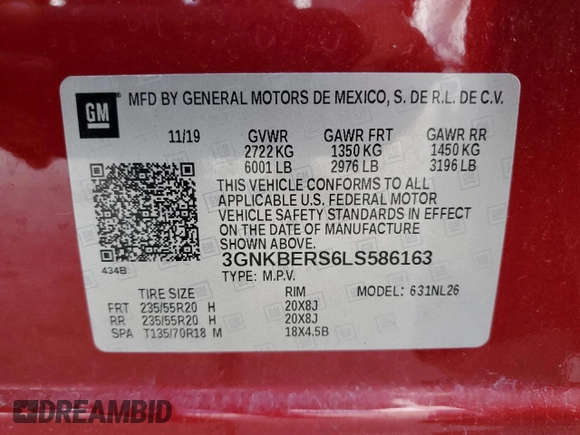 GM MFD BY GENERAL MOTORS DE MEXICO, S. DE R.L. DE C.V.
11/19 GVWR GAWR FRT GAWR RR
2722 KG 1350 KG 1450 KG
6001 LB 2976 LB 3196 LB
THIS VEHICLE CONFORMS TO ALL
APPLICABLE U.S. FEDERAL MOTOR
VEHICLE SAFETY STANDARDS IN EFFECT
ON THE DATE OF MANUFACTURE
SHOWN ABOVE.
434B 3GNKBERS6LS586163
TYPE: M.P.V.
TIRE SIZE RIM MODEL: 631NL26
FRT 235/55R20 H 20X8J
RR 235/55R20 H 20X8J
SPA T135/70R18 M 18X4.5B
DREAMBID